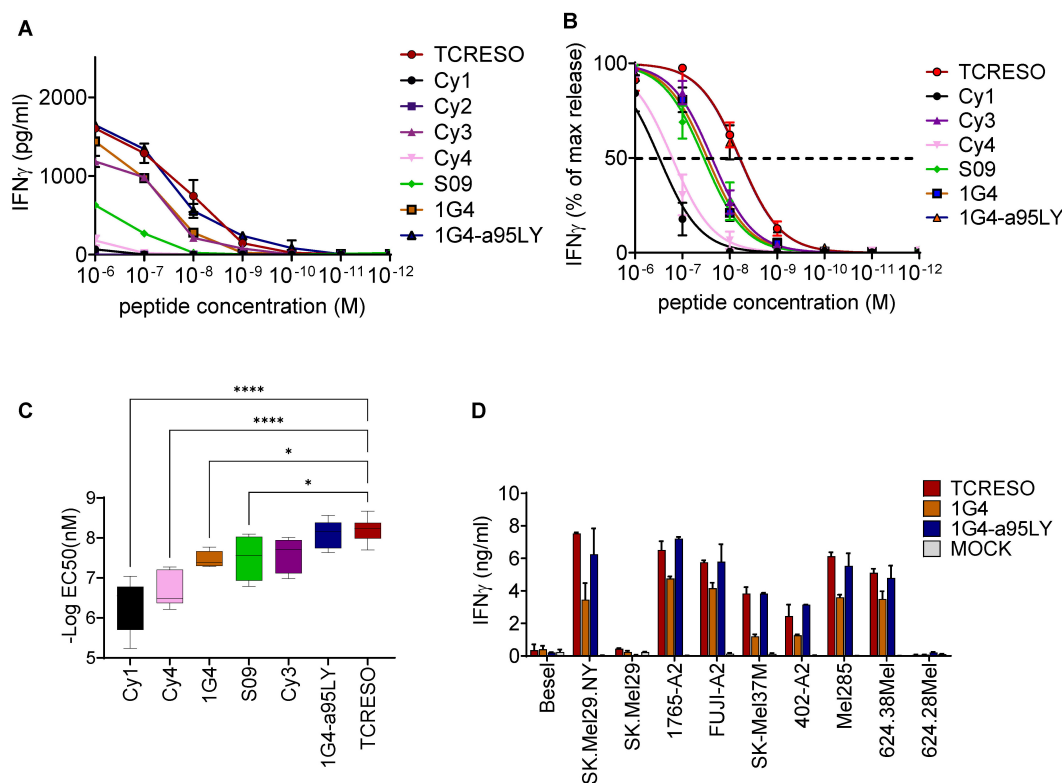 A
IFNγ (pg/ml)
2000
1000
0
10-6 10-7 10-8 10-9 10-10 10-11 10-12
peptide concentration (M)
TCRESO
Cy1
Cy2
Cy3
Cy4
S09
1G4
1G4-a95LY
B
IFNγ (% of max release)
100
50
0
10-6 10-7 10-8 10-9 10-10 10-11 10-12
peptide concentration (M)
TCRESO
Cy1
Cy3
Cy4
S09
1G4
1G4-a95LY
C
****
****
*
*
-Log EC50(nM)
9
8
7
6
5
Cy1
Cy4
1G4
S09
Cy3
1G4-a95LY
TCRESO
D
IFNγ (ng/ml)
10
8
6
4
2
0
Besel
SK.Mel29.NY
SK.Mel29
1765-A2
FUJI-A2
SK-Mel37M
402-A2
Mel285
624.38Mel
624.28Mel
TCRESO
1G4
1G4-a95LY
MOCK